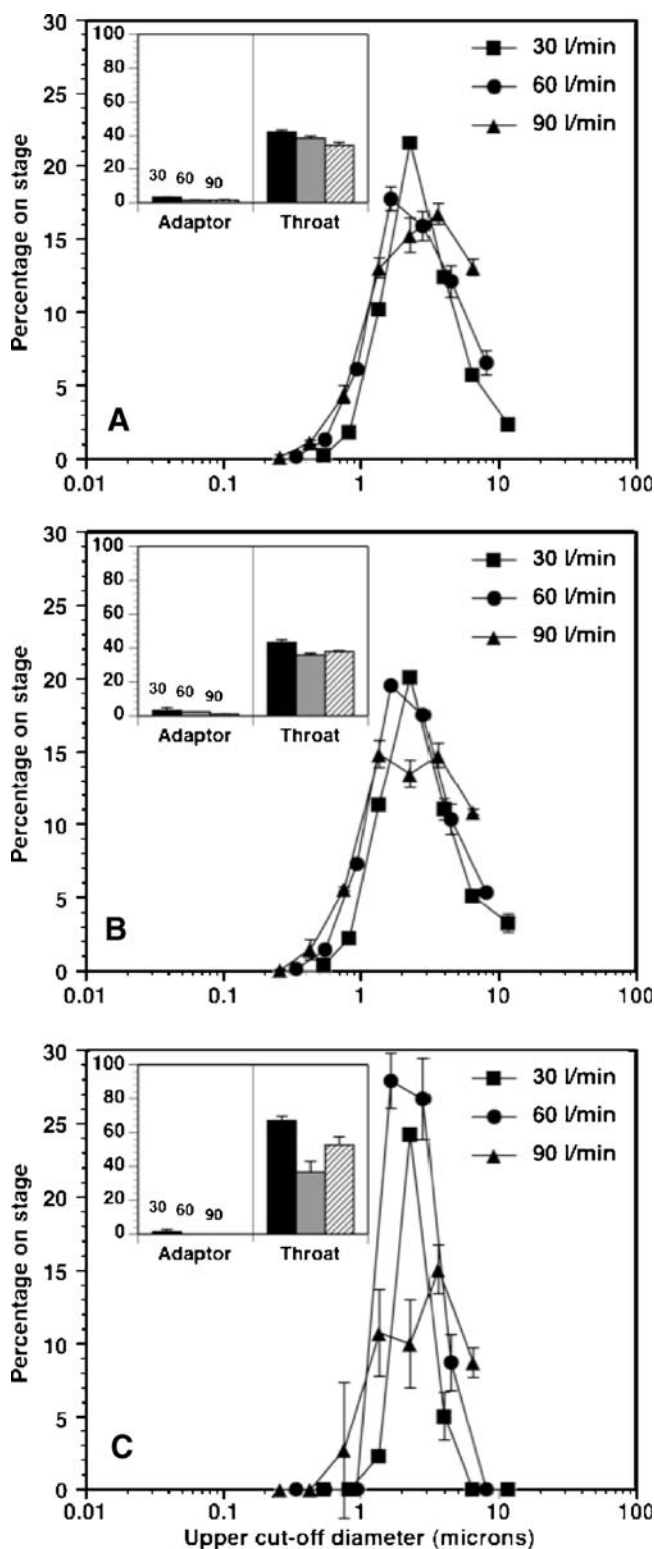 30
25
20
15
10
5
0
Percentage on stage
100
80
60
40
20
0
30 60 90
Adaptor Throat
30 l/min
60 l/min
90 l/min
A
0.01 0.1 1 10 100
30
25
20
15
10
5
0
Percentage on stage
100
80
60
40
20
0
30 60 90
Adaptor Throat
30 l/min
60 l/min
90 l/min
B
0.01 0.1 1 10 100
30
25
20
15
10
5
0
Percentage on stage
100
80
60
40
20
0
30 60 90
Adaptor Throat
30 l/min
60 l/min
90 l/min
C
0.01 0.1 1 10 100
Upper cut-off diameter (microns)